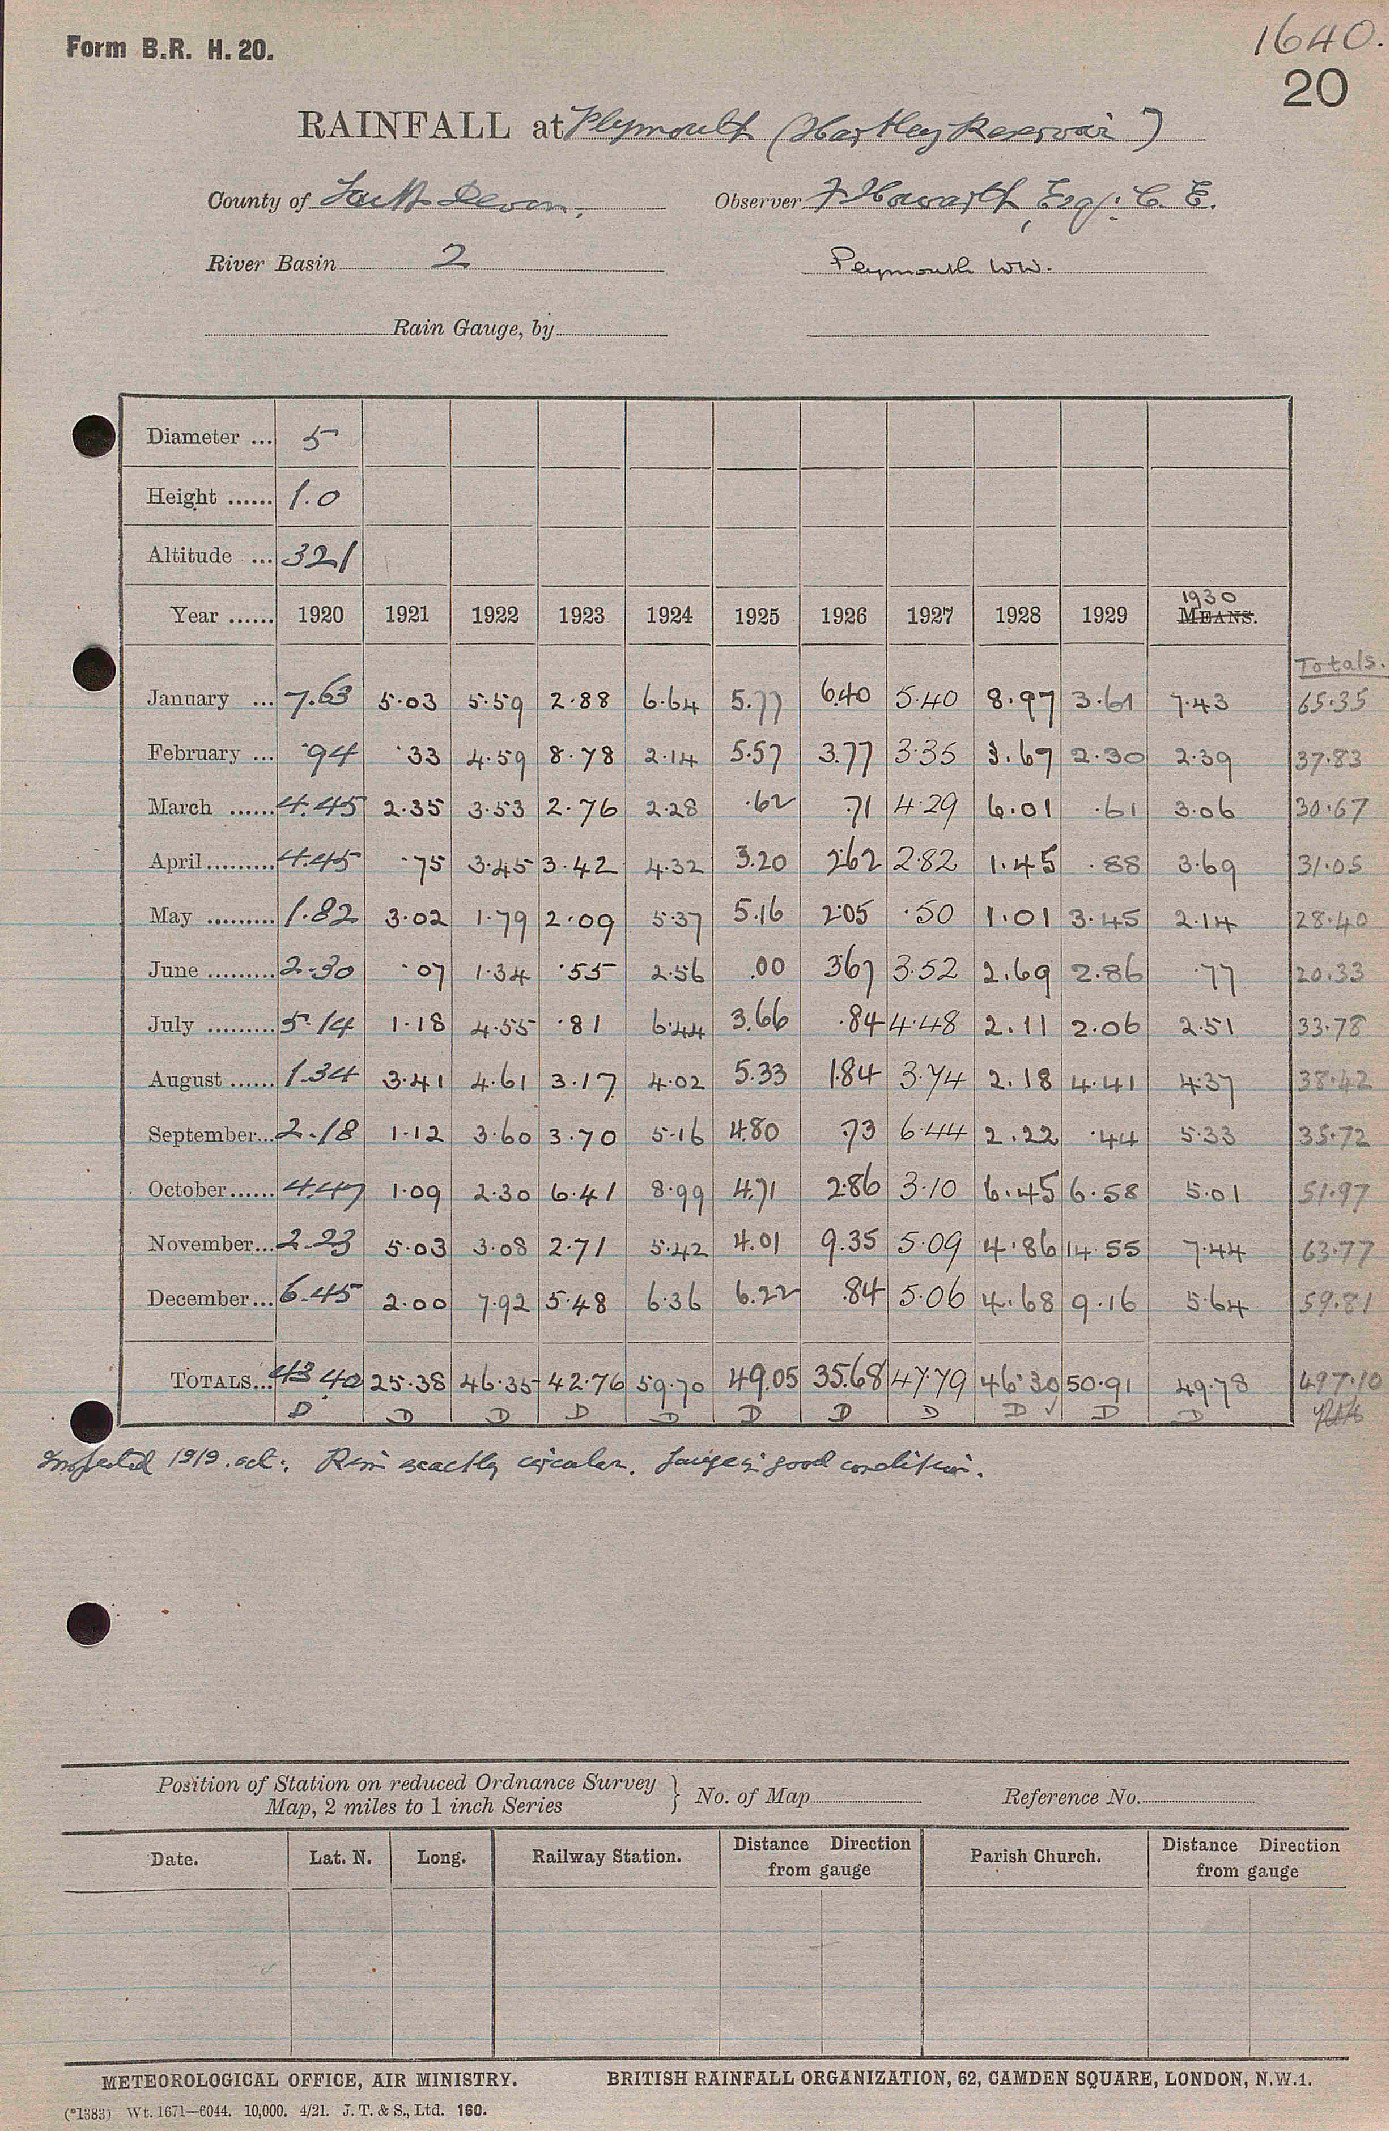 Form B.R. H. 20.
1640.
20
RAINFALL at Plymouth (Hartley Reservoir)
County of South Devon, Observer F Howarth, Esq., C. E.
River Basin 2 Plymouth WW.
Rain Gauge, by
Diameter ... 5
Height ...... 1.0
Altitude ... 321
1930
Year ...... 1920 1921 1922 1923 1924 1925 1926 1927 1928 1929 MEANS.
Totals.
January ... 7.63 5.03 5.59 2.88 6.64 5.77 6.40 5.40 8.97 3.61 7.43 65.35
February ... .94 .33 4.59 8.78 2.14 5.57 3.77 3.35 3.67 2.30 2.39 37.83
March ...... 4.45 2.35 3.53 2.76 2.28 .62 .71 4.29 6.01 .61 3.06 30.67
April ......... 4.45 .75 3.45 3.42 4.32 3.20 2.62 2.82 1.45 .88 3.69 31.05
May ......... 1.82 3.02 1.79 2.09 5.37 5.16 2.05 .50 1.01 3.45 2.14 28.40
June ......... 2.30 .07 1.34 .55 2.56 .00 3.67 3.52 2.69 2.86 .77 20.33
July ......... 5.14 1.18 4.55 .81 6.44 3.66 .84 4.48 2.11 2.06 2.51 33.78
August ...... 1.34 3.41 4.61 3.17 4.02 5.33 1.84 3.74 2.18 4.41 4.37 38.42
September... 2.18 1.12 3.60 3.70 5.16 4.80 .73 6.44 2.22 .44 5.33 35.72
October...... 4.47 1.09 2.30 6.41 8.99 4.71 2.86 3.10 6.45 6.58 5.01 51.97
November... 2.23 5.03 3.08 2.71 5.42 4.01 9.35 5.09 4.86 14.55 7.44 63.77
December... 6.45 2.00 7.92 5.48 6.36 6.22 .84 5.06 4.68 9.16 5.64 59.81
TOTALS... 43.40 25.38 46.35 42.76 59.70 49.05 35.68 47.79 46.30 50.91 49.78 497.10
D D D D D D D D D ✓ D D
Inspected 1919. oct:. Rim exactly circular. Gauge in good condition.
Position of Station on reduced Ordnance Survey Map, 2 miles to 1 inch Series } No. of Map Reference No.
Date. Lat. N. Long. Railway Station. Distance Direction from gauge Parish Church. Distance Direction from gauge
METEOROLOGICAL OFFICE, AIR MINISTRY. BRITISH RAINFALL ORGANIZATION, 62, CAMDEN SQUARE, LONDON, N.W.1.
(*1383) Wt. 1671—6044. 10,000. 4/21. J. T. & S., Ltd. 160.